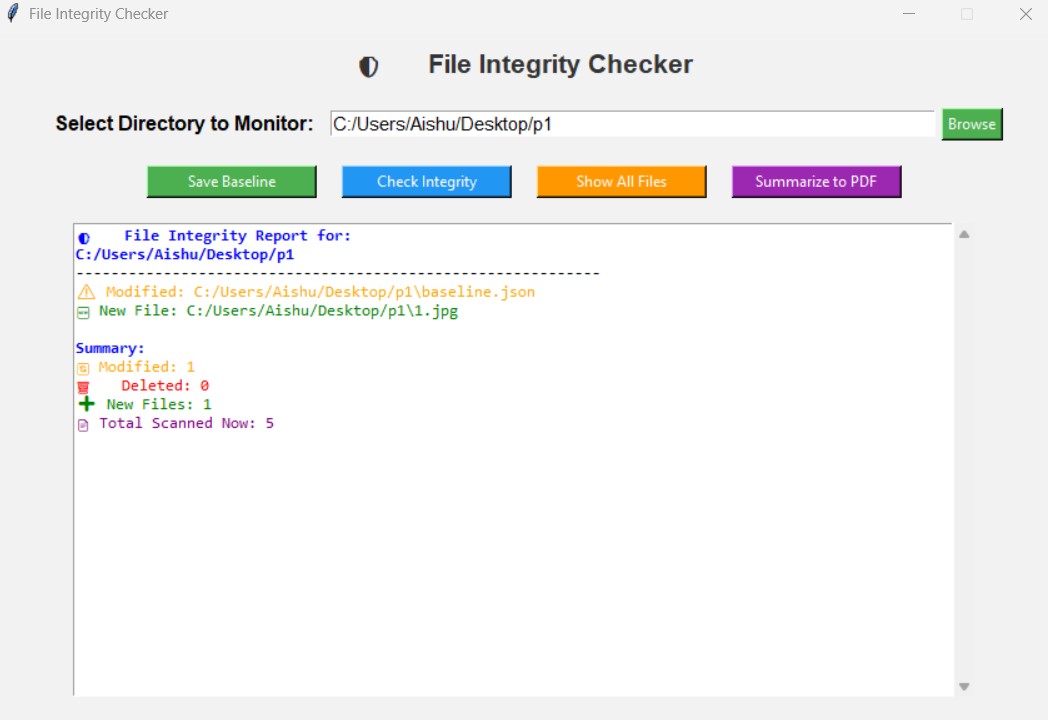 File Integrity Checker
File Integrity Checker
Select Directory to Monitor: C:/Users/Aishu/Desktop/p1 Browse
Save Baseline Check Integrity Show All Files Summarize to PDF
File Integrity Report for:
C:/Users/Aishu/Desktop/p1
------------------------------------------------------------
⚠ Modified: C:/Users/Aishu/Desktop/p1\baseline.json
🆕 New File: C:/Users/Aishu/Desktop/p1\1.jpg
Summary:
Modified: 1
Deleted: 0
➕ New Files: 1
Total Scanned Now: 5